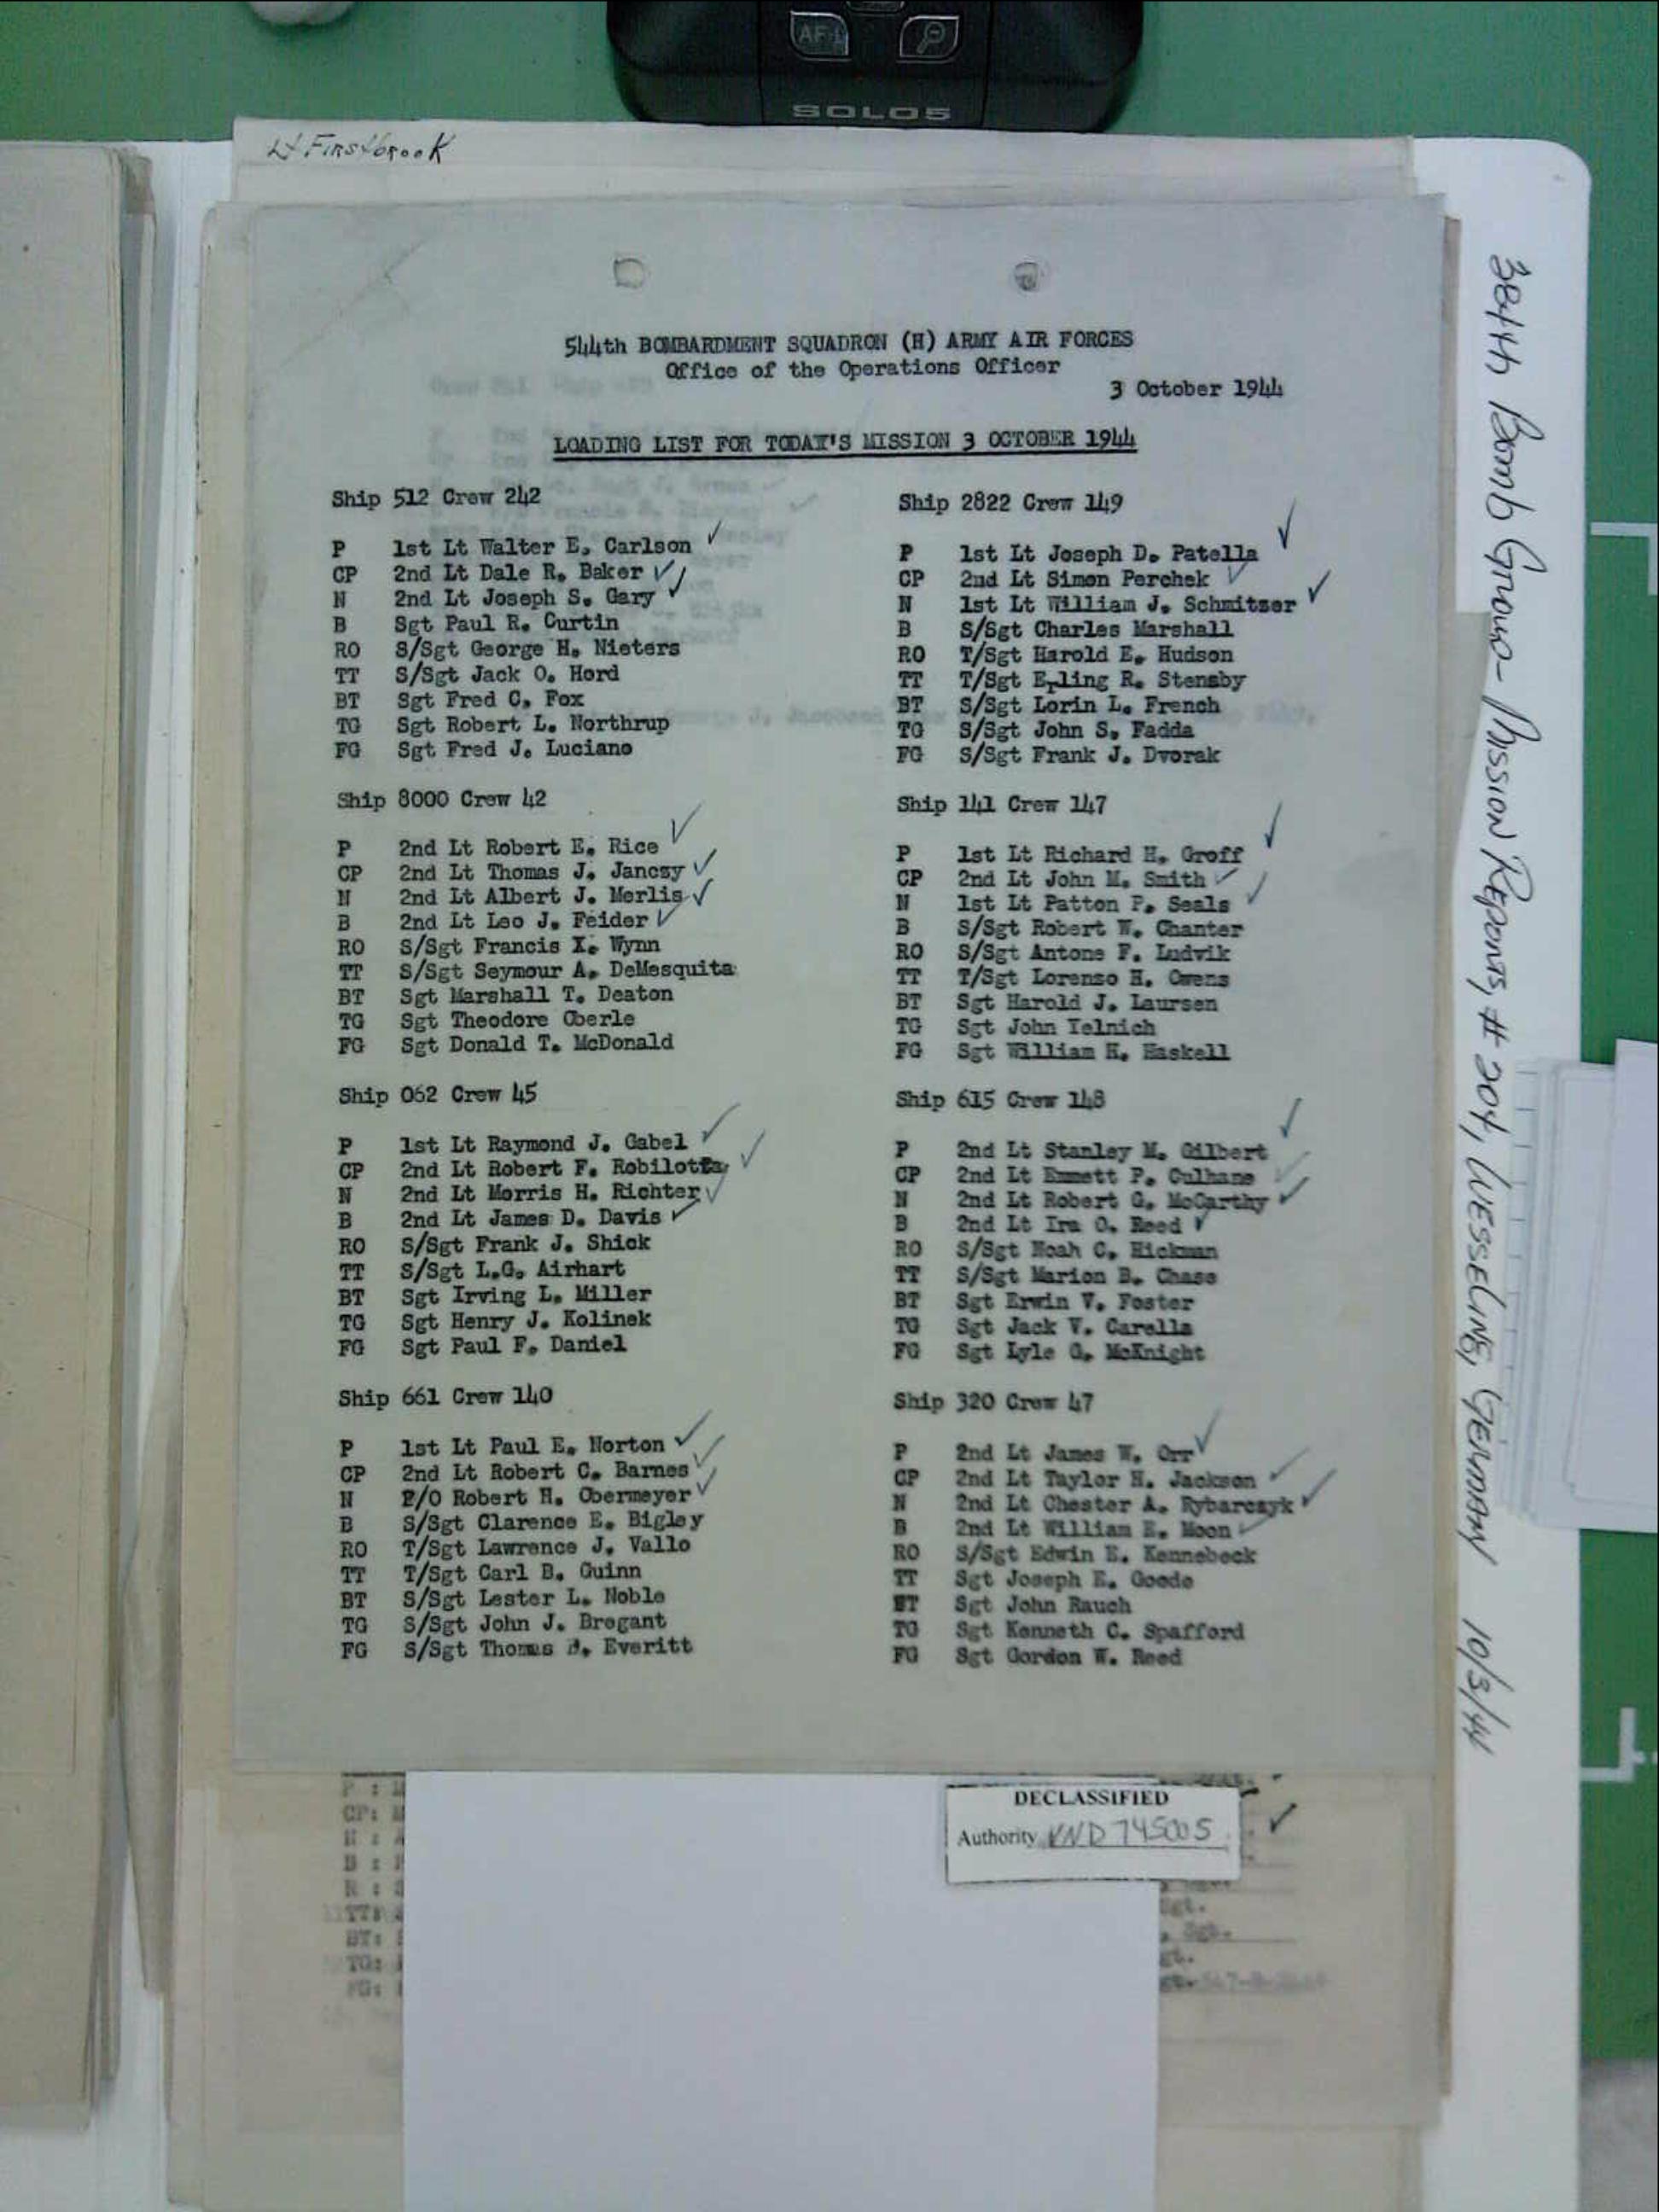 AF-L
SOLO5
Lt Firstbrook
544th BOMBARDMENT SQUADRON (H) ARMY AIR FORCES
Office of the Operations Officer
3 October 1944
LOADING LIST FOR TODAY'S MISSION 3 OCTOBER 1944
Ship 512 Crew 242
P 1st Lt Walter E. Carlson
CP 2nd Lt Dale R. Baker
N 2nd Lt Joseph S. Gary
B Sgt Paul R. Curtin
RO S/Sgt George H. Nieters
TT S/Sgt Jack O. Hord
BT Sgt Fred C. Fox
TG Sgt Robert L. Northrup
FG Sgt Fred J. Luciano
Ship 8000 Crew 42
P 2nd Lt Robert E. Rice
CP 2nd Lt Thomas J. Janosy
N 2nd Lt Albert J. Merlis
B 2nd Lt Leo J. Feider
RO S/Sgt Francis X. Wynn
TT S/Sgt Seymour A. DeMesquita
BT Sgt Marshall T. Deaton
TG Sgt Theodore Oberle
FG Sgt Donald T. McDonald
Ship 062 Crew 45
P 1st Lt Raymond J. Gabel
CP 2nd Lt Robert F. Robilotta
N 2nd Lt Morris H. Richter
B 2nd Lt James D. Davis
RO S/Sgt Frank J. Shick
TT S/Sgt L.G. Airhart
BT Sgt Irving L. Miller
TG Sgt Henry J. Kolinek
FG Sgt Paul F. Daniel
Ship 661 Crew 140
P 1st Lt Paul E. Norton
CP 2nd Lt Robert C. Barnes
N F/O Robert H. Obermeyer
B S/Sgt Clarence E. Bigley
RO T/Sgt Lawrence J. Vallo
TT T/Sgt Carl B. Guinn
BT S/Sgt Lester L. Noble
TG S/Sgt John J. Bregant
FG S/Sgt Thomas B. Everitt
Ship 2822 Crew 149
P 1st Lt Joseph D. Patella
CP 2nd Lt Simon Perchek
N 1st Lt William J. Schmitzer
B S/Sgt Charles Marshall
RO T/Sgt Harold E. Hudson
TT T/Sgt Erling R. Stensby
BT S/Sgt Lorin L. French
TG S/Sgt John S. Fadda
FG S/Sgt Frank J. Dvorak
Ship 141 Crew 147
P 1st Lt Richard H. Groff
CP 2nd Lt John M. Smith
N 1st Lt Patton P. Seals
B S/Sgt Robert W. Chanter
RO S/Sgt Antone F. Ludvik
TT T/Sgt Lorenso H. Owens
BT Sgt Harold J. Laursen
TG Sgt John Yelnich
FG Sgt William H. Haskell
Ship 615 Crew 148
P 2nd Lt Stanley M. Gilbert
CP 2nd Lt Emmett P. Culhane
N 2nd Lt Robert G. McCarthy
B 2nd Lt Ira O. Reed
RO S/Sgt Noah C. Hickman
TT S/Sgt Marion B. Chase
BT Sgt Erwin V. Foster
TG Sgt Jack V. Carella
FG Sgt Lyle G. McKnight
Ship 320 Crew 47
P 2nd Lt James W. Orr
CP 2nd Lt Taylor H. Jackson
N 2nd Lt Chester A. Rybarczyk
B 2nd Lt William E. Moon
RO S/Sgt Edwin E. Kennebeck
TT Sgt Joseph E. Goede
BT Sgt John Rauch
TG Sgt Kenneth C. Spafford
FG Sgt Gordon W. Reed
384th Bomb Group - Mission Reports, # 204, WESSELING, GERMANY 10/3/44
DECLASSIFIED
Authority NND 745005
P :
CP:
N :
B :
R :
TT:
BT:
TG:
FG: